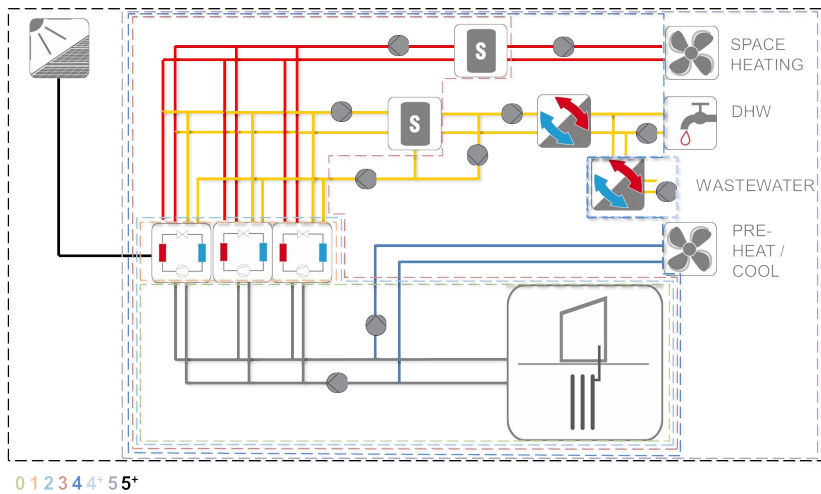 S
SPACE
HEATING
S
DHW
WASTEWATER
PRE-
HEAT /
COOL
0 1 2 3 4 4⁺ 5 5⁺